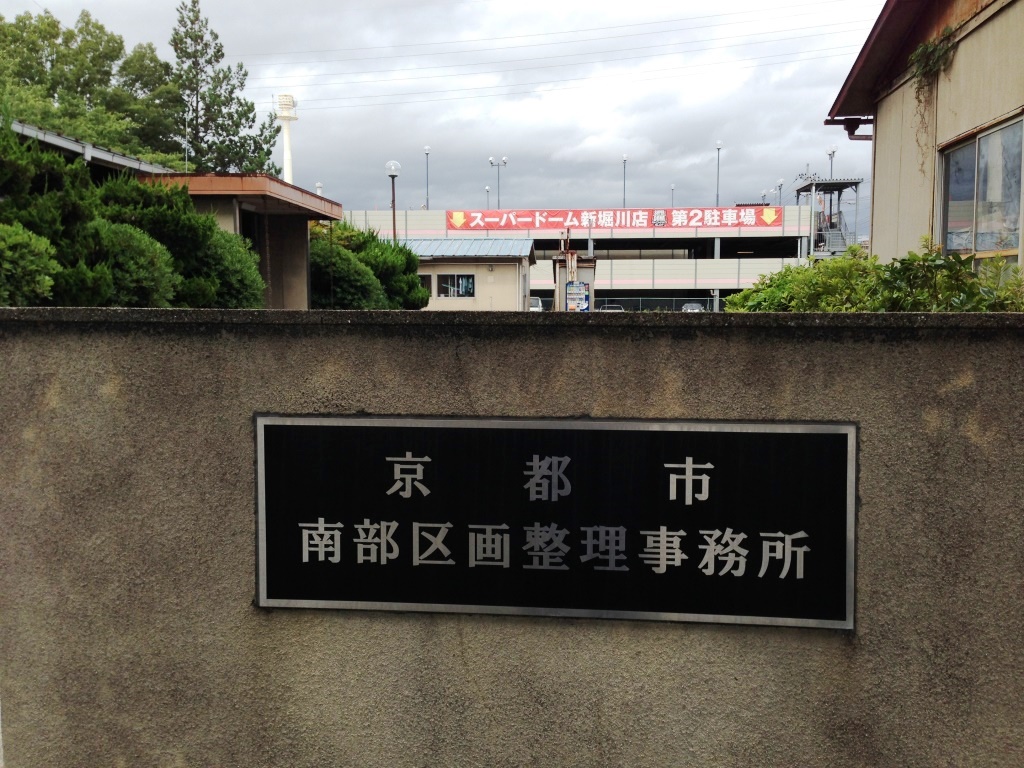 スーパードーム新堀川店 第2駐車場
京都市
南部区画整理事務所